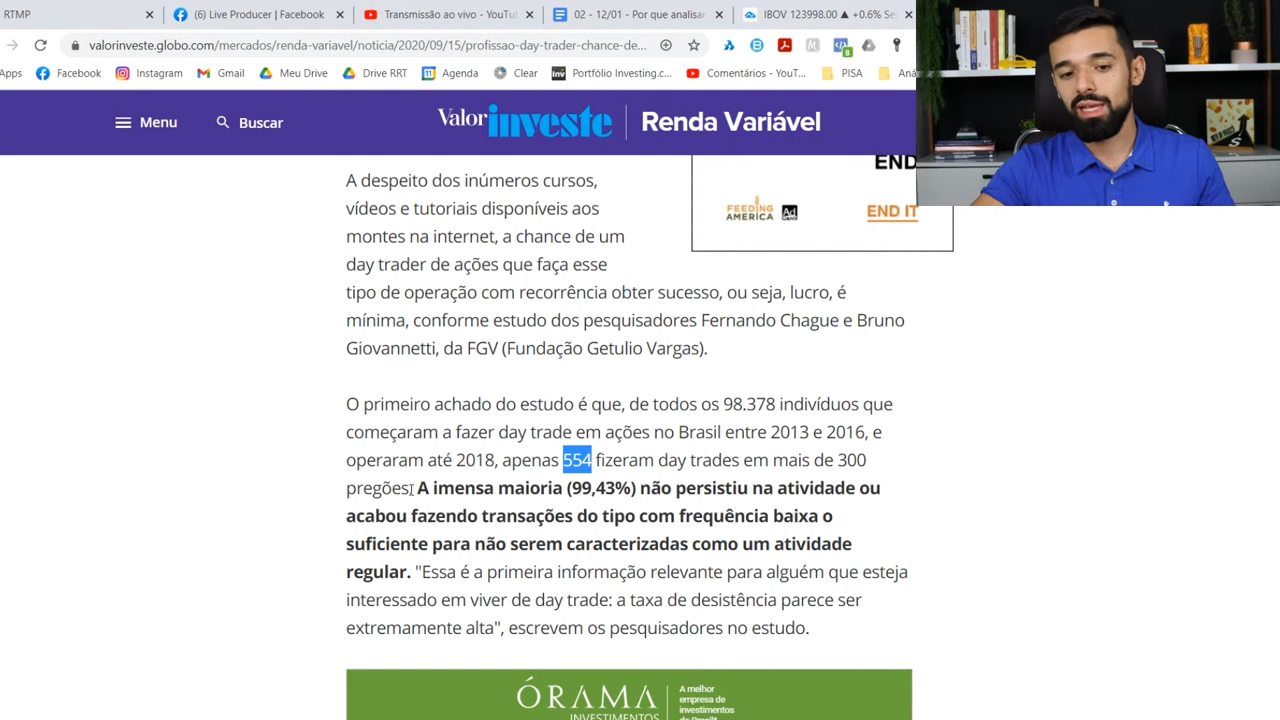 RTMP
(6) Live Producer | Facebook
Transmissão ao vivo - YouTu
02 - 12/01 - Por que analisar
IBOV 123998.00 ▲ +0.6% Se
valorinveste.globo.com/mercados/renda-variavel/noticia/2020/09/15/profissao-day-trader-chance-de...
8
Apps
Facebook
Instagram
Gmail
Meu Drive
Drive RRT
Agenda
Clear
Portfólio Investing.c...
Comentários - YouT...
PISA
Aná
Menu
Buscar
Valor investe
Renda Variável
END
FEEDING AMERICA
Ad
END IT
A despeito dos inúmeros cursos,
vídeos e tutoriais disponíveis aos
montes na internet, a chance de um
day trader de ações que faça esse
tipo de operação com recorrência obter sucesso, ou seja, lucro, é
mínima, conforme estudo dos pesquisadores Fernando Chague e Bruno
Giovannetti, da FGV (Fundação Getulio Vargas).
O primeiro achado do estudo é que, de todos os 98.378 indivíduos que
começaram a fazer day trade em ações no Brasil entre 2013 e 2016, e
operaram até 2018, apenas 554 fizeram day trades em mais de 300
pregões. A imensa maioria (99,43%) não persistiu na atividade ou
acabou fazendo transações do tipo com frequência baixa o
suficiente para não serem caracterizadas como um atividade
regular. "Essa é a primeira informação relevante para alguém que esteja
interessado em viver de day trade: a taxa de desistência parece ser
extremamente alta", escrevem os pesquisadores no estudo.
ÓRAMA
INVESTIMENTOS
A melhor
empresa de
investimentos
do Brasil!